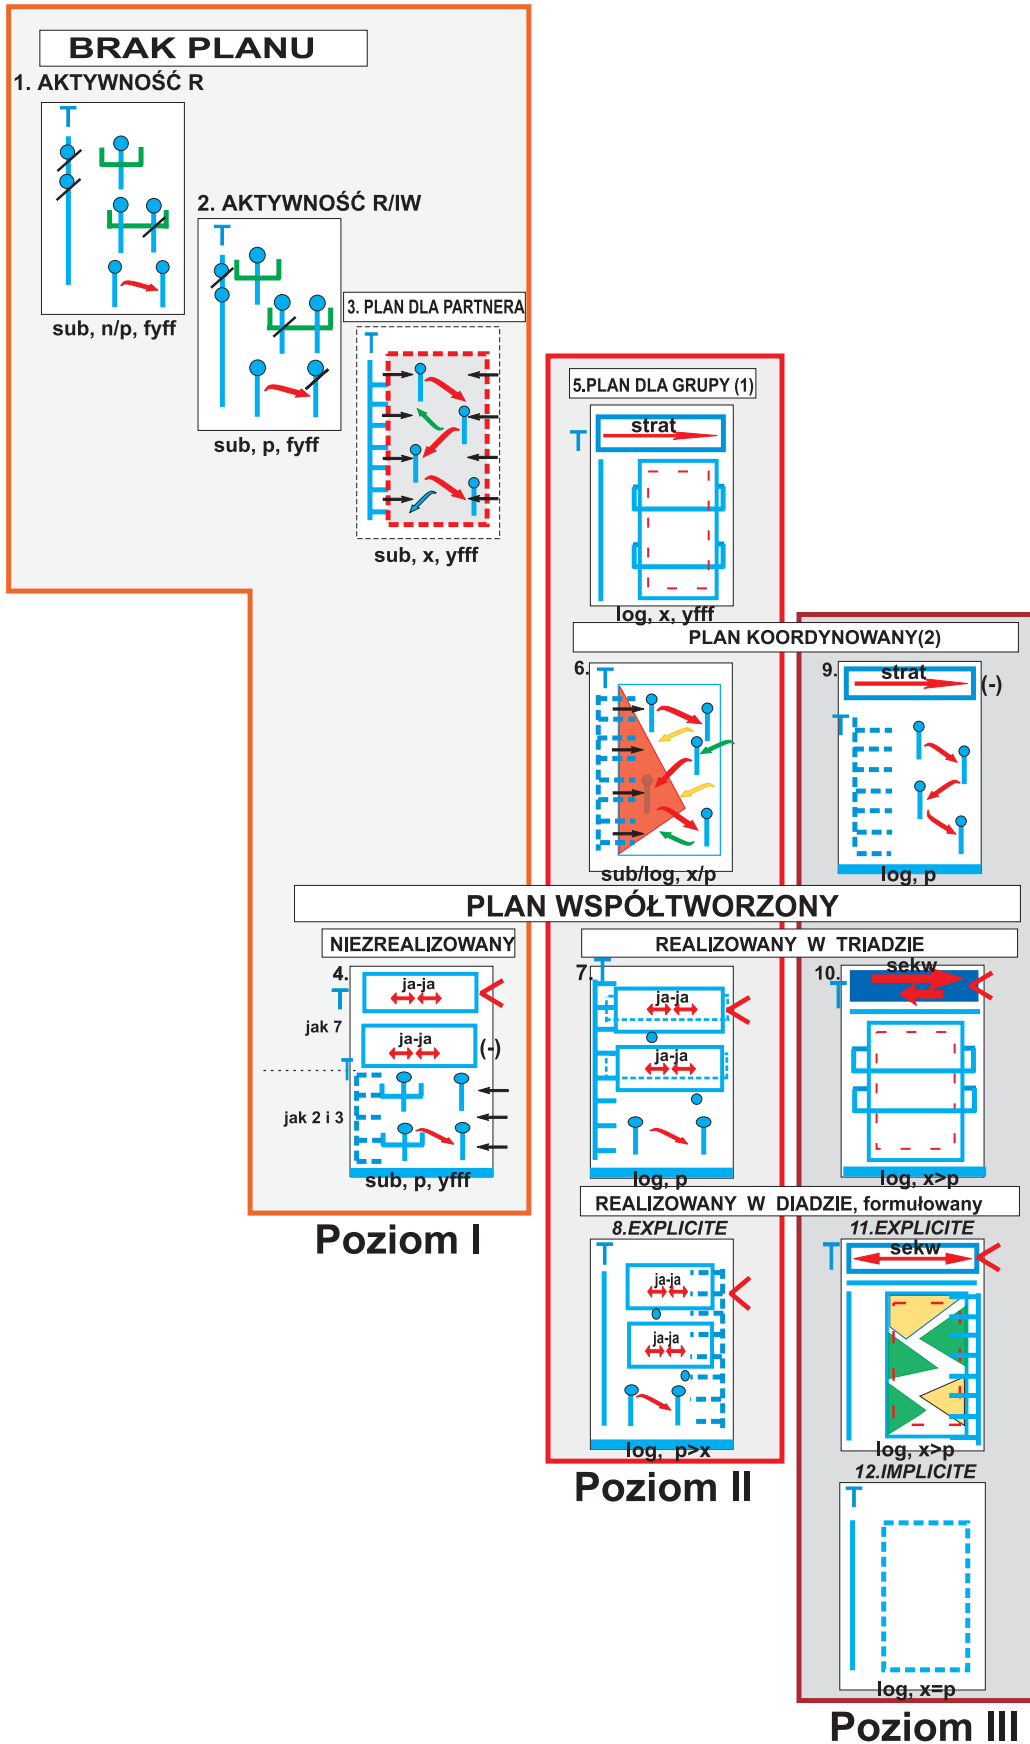 BRAK PLANU
1. AKTYWNOŚĆ R
T
sub, n/p, fyff
2. AKTYWNOŚĆ R/IW
T
sub, p, fyff
3. PLAN DLA PARTNERA
T
sub, x, yfff
5.PLAN DLA GRUPY (1)
T
strat
log, x, yfff
PLAN KOORDYNOWANY(2)
6.
T
sub/log, x/p
9.
strat
(-)
T
log, p
PLAN WSPÓŁTWORZONY
NIEZREALIZOWANY
4.
T
ja-ja
jak 7
ja-ja
(-)
T
jak 2 i 3
sub, p, yfff
Poziom I
REALIZOWANY W TRIADZIE
7.
T
ja-ja
ja-ja
log, p
10.
sekw
T
log, x>p
REALIZOWANY W DIADZIE, formułowany
8.EXPLICITE
T
ja-ja
ja-ja
log, p>x
Poziom II
11.EXPLICITE
T
sekw
log, x>p
12.IMPLICITE
T
log, x=p
Poziom III